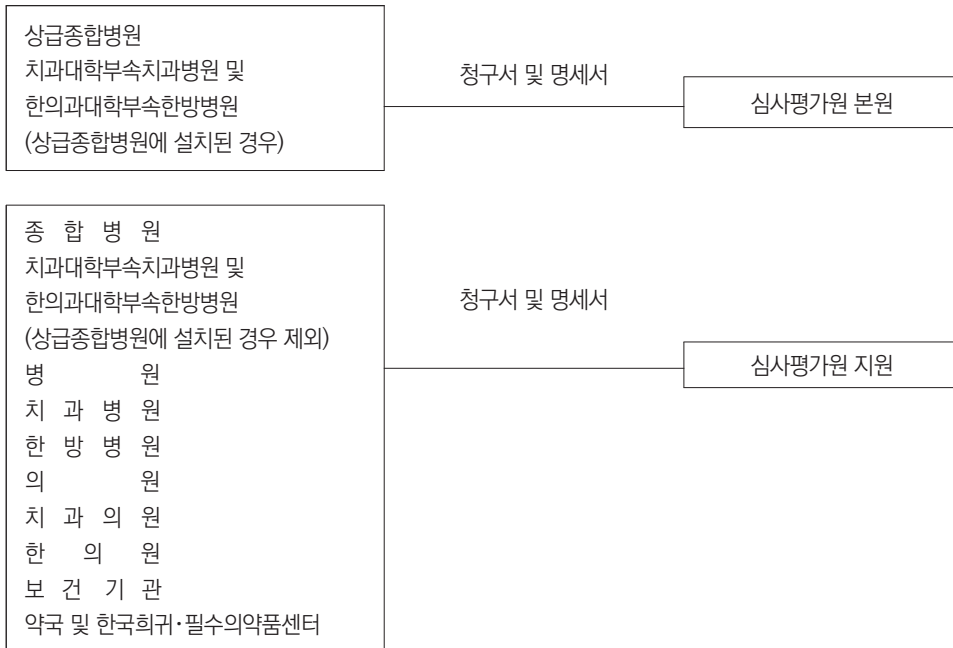 상급종합병원
치과대학부속치과병원 및
한의과대학부속한방병원
(상급종합병원에 설치된 경우)
청구서 및 명세서
심사평가원 본원
종 합 병 원
치과대학부속치과병원 및
한의과대학부속한방병원
(상급종합병원에 설치된 경우 제외)
병 원
치 과 병 원
한 방 병 원
의 원
치 과 의 원
한 의 원
보 건 기 관
약국 및 한국희귀·필수의약품센터
청구서 및 명세서
심사평가원 지원